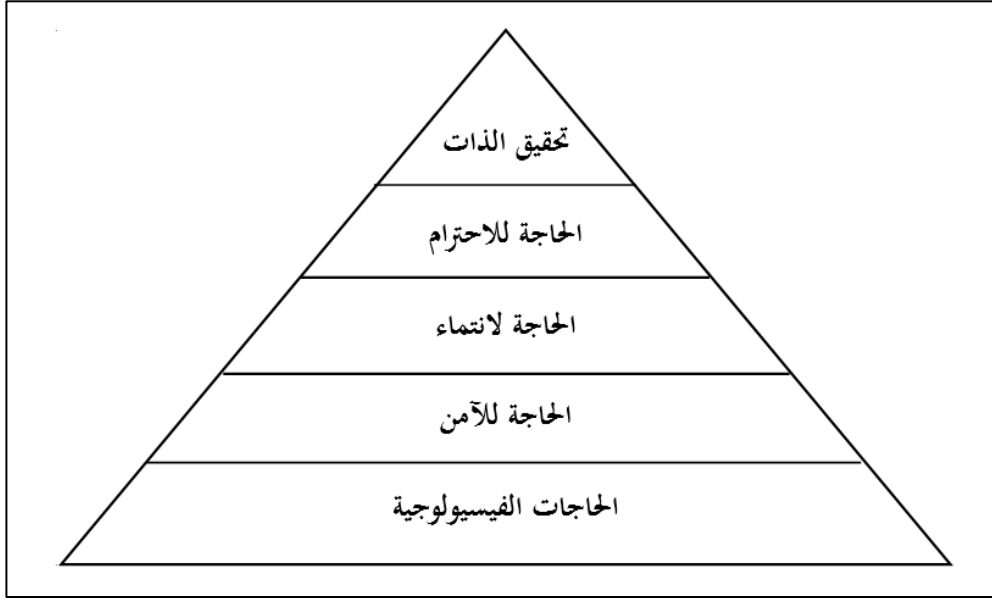 تحقيق الذات
الحاجة للاحترام
الحاجة لانتماء
الحاجة للآمن
الحاجات الفيسيولوجية